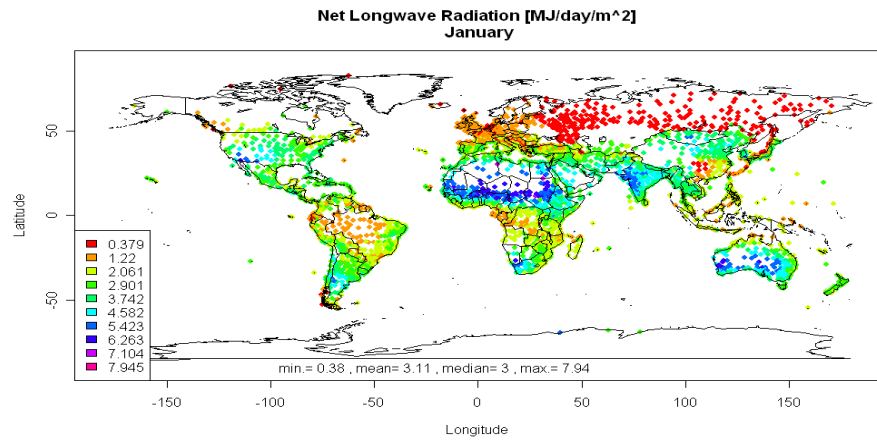 Net Longwave Radiation [MJ/day/m^2]
January
Latitude
50
0
-50
0.379
1.22
2.061
2.901
3.742
4.582
5.423
6.263
7.104
7.945
min.= 0.38 , mean= 3.11 , median= 3 , max.= 7.94
-150 -100 -50 0 50 100 150
Longitude